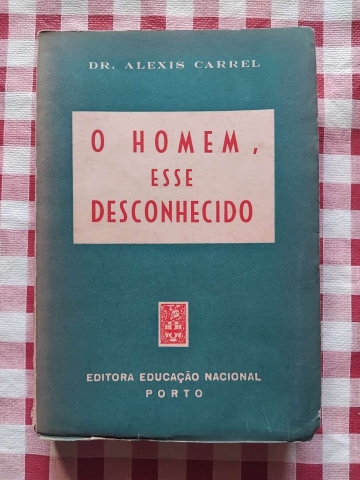 DR. ALEXIS CARREL
O HOMEM,
ESSE
DESCONHECIDO
EDITORA EDUCAÇÃO NACIONAL
PORTO